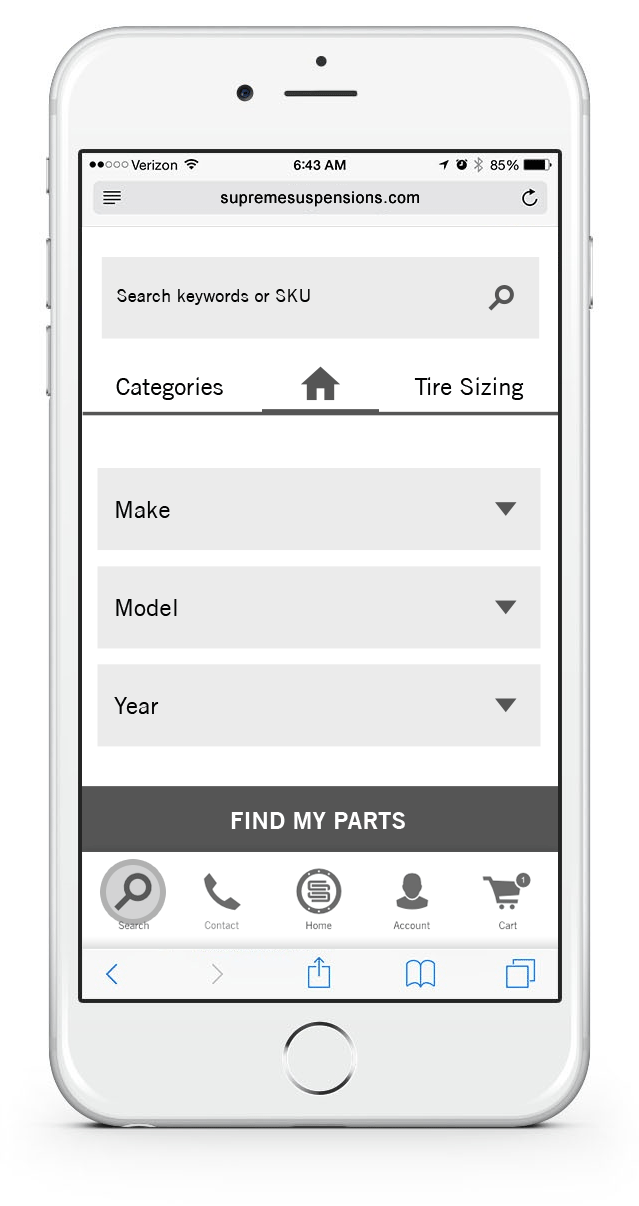 Verizon 6:43 AM 85%
supremesuspensions.com
Search keywords or SKU
Categories Tire Sizing
Make
Model
Year
FIND MY PARTS
1
Search Contact Home Account Cart